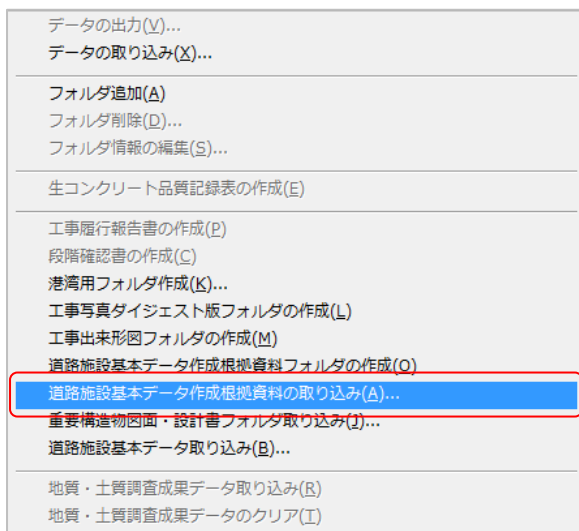 データの出力(V)...
データの取り込み(X)...
フォルダ追加(A)
フォルダ削除(D)...
フォルダ情報の編集(S)...
生コンクリート品質記録表の作成(E)
工事履行報告書の作成(P)
段階確認書の作成(C)
港湾用フォルダ作成(K)...
工事写真ダイジェスト版フォルダの作成(L)
工事出来形図フォルダの作成(M)
道路施設基本データ作成根拠資料フォルダの作成(O)
道路施設基本データ作成根拠資料の取り込み(A)...
重要構造物図面・設計書フォルダ取り込み(J)...
道路施設基本データ取り込み(B)...
地質・土質調査成果データ取り込み(R)
地質・土質調査成果データのクリア(T)